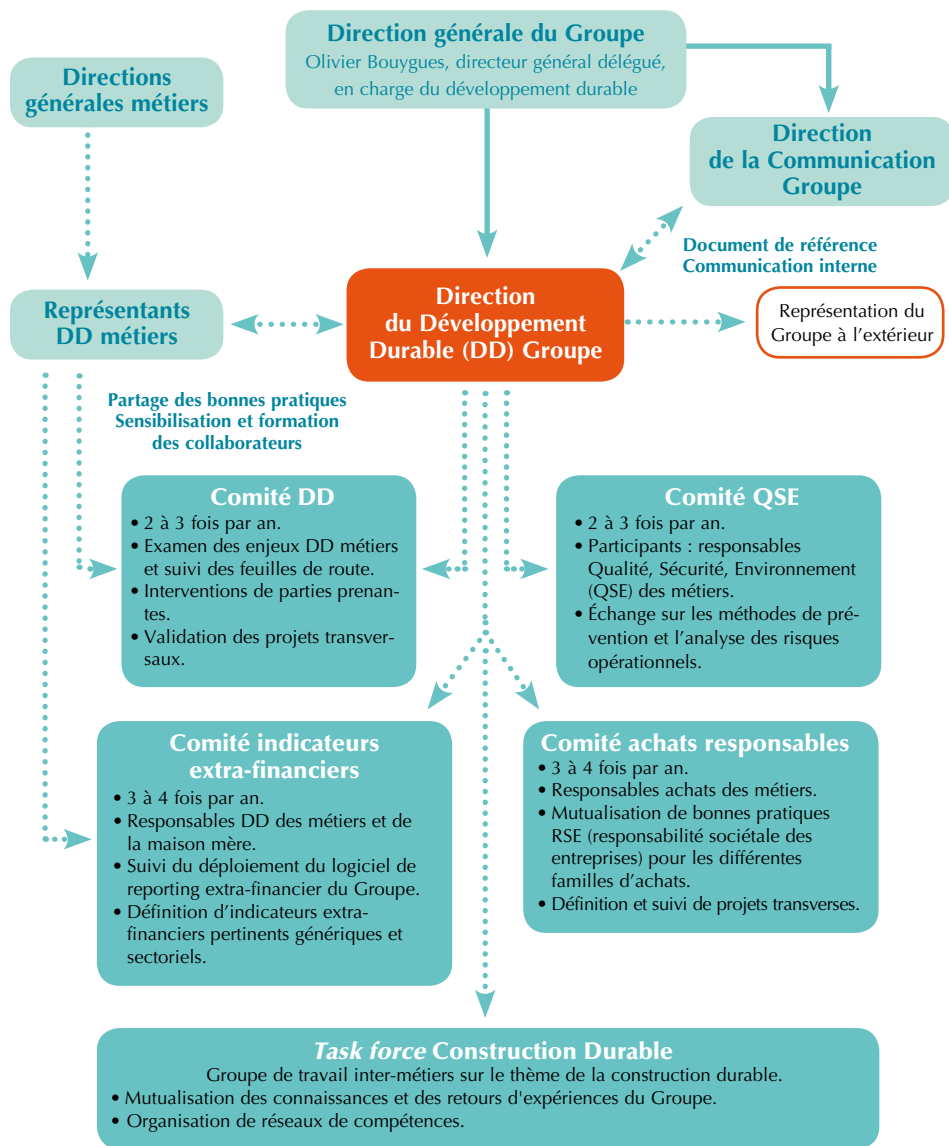 Direction générale du Groupe
Olivier Bouygues, directeur général délégué,
en charge du développement durable
Directions
générales métiers
Direction
de la Communication
Groupe
Document de référence
Communication interne
Représentants
DD métiers
Direction
du Développement
Durable (DD) Groupe
Représentation du
Groupe à l'extérieur
Partage des bonnes pratiques
Sensibilisation et formation
des collaborateurs
Comité DD
• 2 à 3 fois par an.
• Examen des enjeux DD métiers
et suivi des feuilles de route.
• Interventions de parties prenan-
tes.
• Validation des projets transver-
saux.
Comité QSE
• 2 à 3 fois par an.
• Participants : responsables
Qualité, Sécurité, Environnement
(QSE) des métiers.
• Échange sur les méthodes de pré-
vention et l'analyse des risques
opérationnels.
Comité indicateurs
extra-financiers
• 3 à 4 fois par an.
• Responsables DD des métiers et de
la maison mère.
• Suivi du déploiement du logiciel de
reporting extra-financier du Groupe.
• Définition d'indicateurs extra-
financiers pertinents génériques et
sectoriels.
Comité achats responsables
• 3 à 4 fois par an.
• Responsables achats des métiers.
• Mutualisation de bonnes pratiques
RSE (responsabilité sociétale des
entreprises) pour les différentes
familles d'achats.
• Définition et suivi de projets transverses.
Task force Construction Durable
Groupe de travail inter-métiers sur le thème de la construction durable.
• Mutualisation des connaissances et des retours d'expériences du Groupe.
• Organisation de réseaux de compétences.